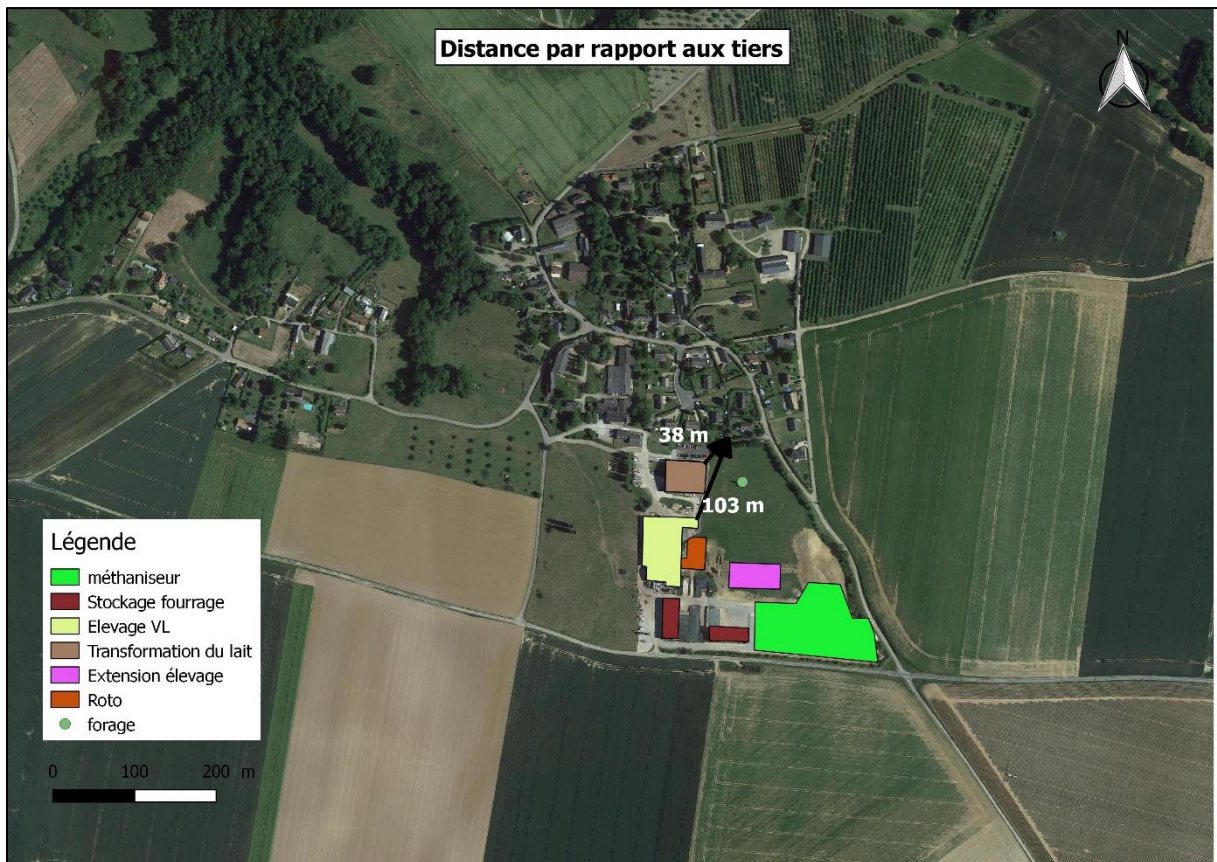 Distance par rapport aux tiers
N
38 m
103 m
Légende
méthaniseur
Stockage fourrage
Elevage VL
Transformation du lait
Extension élevage
Roto
forage
0 100 200 m